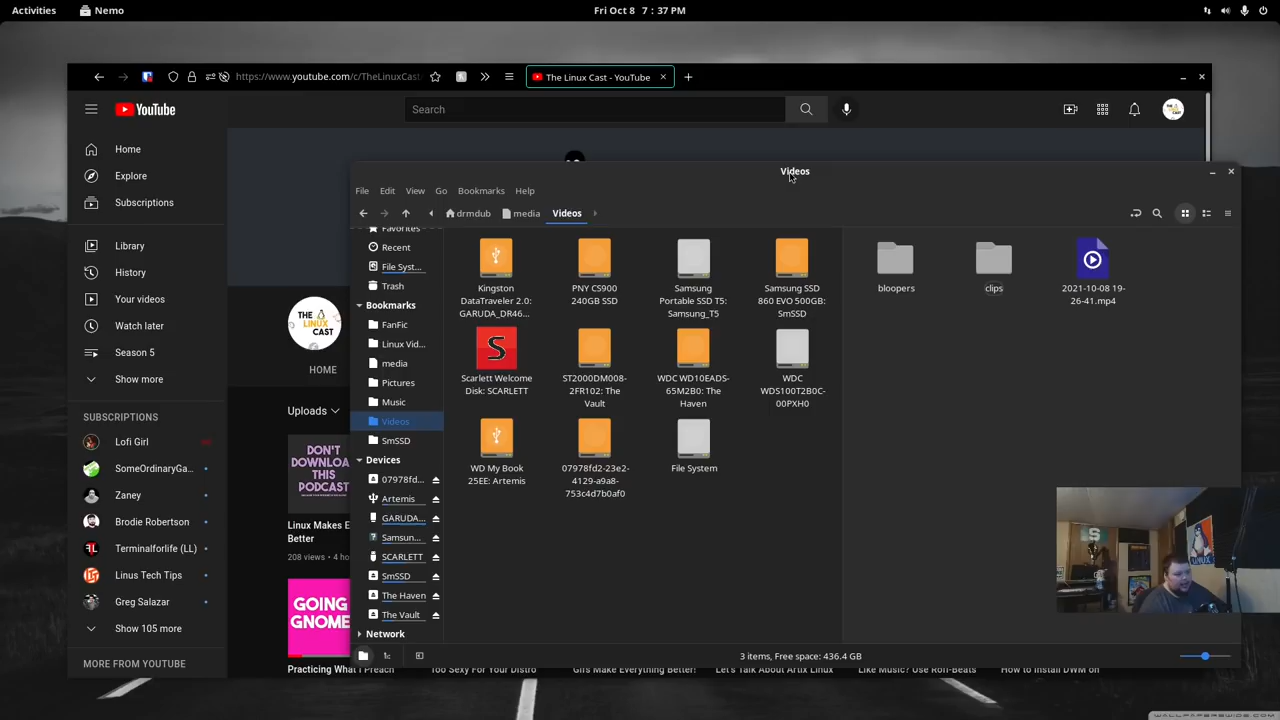 Activities
Nemo
Fri Oct 8 7 : 37 PM
https://www.youtube.com/c/TheLinuxCast
The Linux Cast - YouTube
YouTube
Search
Home
Explore
Subscriptions
Library
History
Your videos
Watch later
Season 5
Show more
SUBSCRIPTIONS
Lofi Girl
SomeOrdinaryGa...
Zaney
Brodie Robertson
Terminalforlife (LL)
Linus Tech Tips
Greg Salazar
Show 105 more
MORE FROM YOUTUBE
THE
LINUX
CAST
HOME
Uploads
DON'T
DOWNLOA
THIS
PODCAST
Linux Makes E
Better
208 views • 4 ho
GOING
GNOME
Practicing What I Preach
Too Sexy For Your Distro
Gifs Make Everything Better!
Let's Talk About Artix Linux
Like Music? Use Rofi-Beats
How to Install DWM on
Videos
File Edit View Go Bookmarks Help
drmdub
media
Videos
Favorites
Recent
File Syst...
Trash
Bookmarks
FanFic
Linux Vid...
media
Pictures
Music
Videos
SmSSD
Devices
07978fd...
Artemis
GARUDA...
Samsun...
SCARLETT
SmSSD
The Haven
The Vault
Network
Kingston
DataTraveler 2.0:
GARUDA_DR46...
PNY CS900
240GB SSD
Samsung
Portable SSD T5:
Samsung_T5
Samsung SSD
860 EVO 500GB:
SmSSD
S
Scarlett Welcome
Disk: SCARLETT
ST2000DM008-
2FR102: The
Vault
WDC WD10EADS-
65M2B0: The
Haven
WDC
WDS100T2B0C-
00PXH0
WD My Book
25EE: Artemis
07978fd2-23e2-
4129-a9a8-
753c4d7b0af0
File System
bloopers
clips
2021-10-08 19-
26-41.mp4
3 items, Free space: 436.4 GB